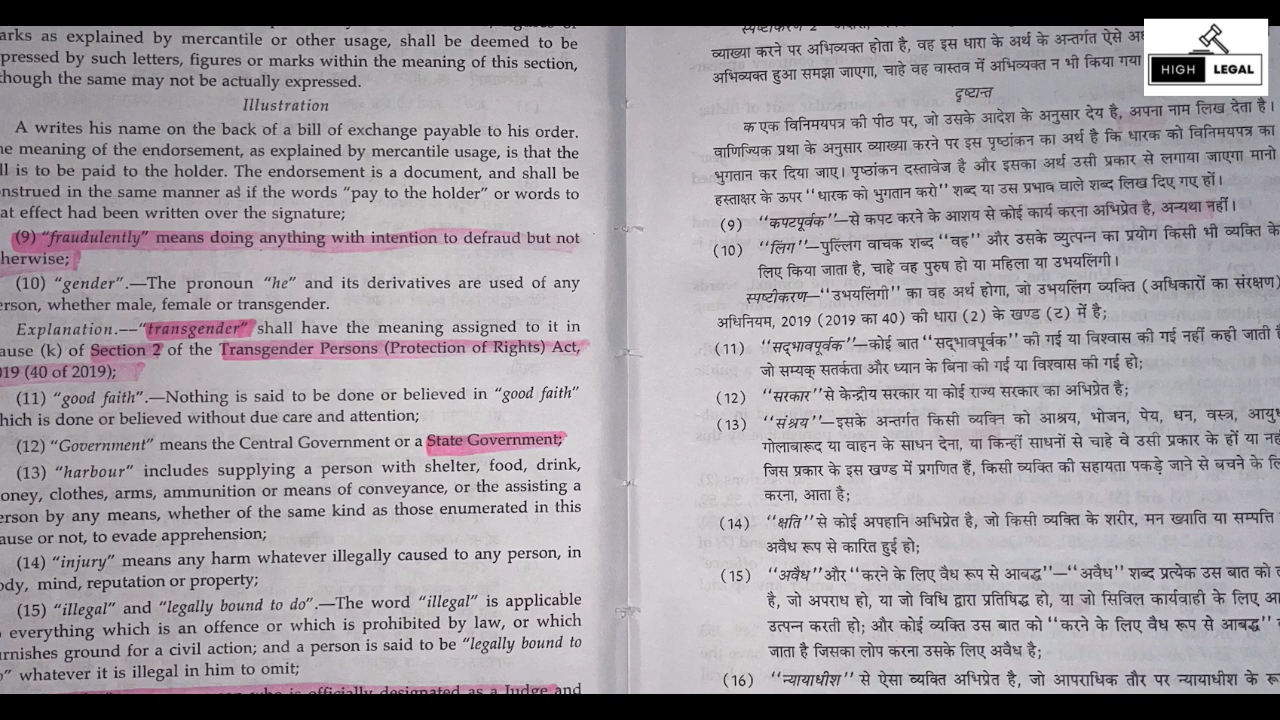 arks as explained by mercantile or other usage, shall be deemed to be
pressed by such letters, figures or marks within the meaning of this section,
though the same may not be actually expressed.
Illustration
A writes his name on the back of a bill of exchange payable to his order.
he meaning of the endorsement, as explained by mercantile usage, is that the
ll is to be paid to the holder. The endorsement is a document, and shall be
nstrued in the same manner as if the words “pay to the holder” or words to
at effect had been written over the signature;
(9) “fraudulently” means doing anything with intention to defraud but not
herwise;
(10) “gender”.—The pronoun “he” and its derivatives are used of any
erson, whether male, female or transgender.
Explanation.—“transgender” shall have the meaning assigned to it in
ause (k) of Section 2 of the Transgender Persons (Protection of Rights) Act,
019 (40 of 2019);
(11) “good faith”.—Nothing is said to be done or believed in “good faith”
hich is done or believed without due care and attention;
(12) “Government” means the Central Government or a State Government;
(13) “harbour” includes supplying a person with shelter, food, drink,
oney, clothes, arms, ammunition or means of conveyance, or the assisting a
erson by any means, whether of the same kind as those enumerated in this
ause or not, to evade apprehension;
(14) “injury” means any harm whatever illegally caused to any person, in
ody, mind, reputation or property;
(15) “illegal” and “legally bound to do”.—The word “illegal” is applicable
everything which is an offence or which is prohibited by law, or which
rnishes ground for a civil action; and a person is said to be “legally bound to
” whatever it is illegal in him to omit;
who is officially designated as a Judge and
व्याख्या करने पर अभिव्यक्त होता है, वह इस धारा के अर्थ के अन्तर्गत ऐसे
अभिव्यक्त हुआ समझा जाएगा, चाहे वह वास्तव में अभिव्यक्त न भी किया गया
दृष्टान्त
क एक विनिमयपत्र की पीठ पर, जो उसके आदेश के अनुसार देय है, अपना नाम लिख देता है।
वाणिज्यिक प्रथा के अनुसार व्याख्या करने पर इस पृष्ठांकन का अर्थ है कि धारक को विनिमयपत्र का
भुगतान कर दिया जाए। पृष्ठांकन दस्तावेज है और इसका अर्थ उसी प्रकार से लगाया जाएगा मानो
हस्ताक्षर के ऊपर ‘‘धारक को भुगतान करो’’ शब्द या उस प्रभाव वाले शब्द लिख दिए गए हों।
(9) ‘‘कपटपूर्वक’’—से कपट करने के आशय से कोई कार्य करना अभिप्रेत है, अन्यथा नहीं।
(10) ‘‘लिंग’’—पुल्लिंग वाचक शब्द ‘‘वह’’ और उसके व्युत्पन्न का प्रयोग किसी भी व्यक्ति के
लिए किया जाता है, चाहे वह पुरुष हो या महिला या उभयलिंगी।
स्पष्टीकरण—‘‘उभयलिंगी’’ का वह अर्थ होगा, जो उभयलिंग व्यक्ति (अधिकारों का संरक्षण)
अधिनियम, 2019 (2019 का 40) की धारा (2) के खण्ड (ट) में है;
(11) ‘‘सद्भावपूर्वक’’—कोई बात ‘‘सद्भावपूर्वक’’ की गई या विश्वास की गई नहीं कही जाती
जो सम्यक् सतर्कता और ध्यान के बिना की गई या विश्वास की गई हो;
(12) ‘‘सरकार’’ से केन्द्रीय सरकार या कोई राज्य सरकार का अभिप्रेत है;
(13) ‘‘संश्रय’’—इसके अन्तर्गत किसी व्यक्ति को आश्रय, भोजन, पेय, धन, वस्त्र,
गोलाबारूद या वाहन के साधन देना, या किन्हीं साधनों से चाहे वे उसी प्रकार के हों या
जिस प्रकार के इस खण्ड में प्रगणित हैं, किसी व्यक्ति की सहायता पकड़े जाने से बचने के
करना, आता है;
(14) ‘‘क्षति’’ से कोई अपहानि अभिप्रेत है, जो किसी व्यक्ति के शरीर, मन ख्याति या सम्पत्ति
अवैध रूप से कारित हुई हो;
(15) ‘‘अवैध’’ और ‘‘करने के लिए वैध रूप से आबद्ध’’—‘‘अवैध’’ शब्द प्रत्येक उस बात को
है, जो अपराध हो, या जो विधि द्वारा प्रतिषिद्ध हो, या जो सिविल कार्यवाही के लिए
उत्पन्न करती हो; और कोई व्यक्ति उस बात को ‘‘करने के लिए वैध रूप से आबद्ध’’
जाता है जिसका लोप करना उसके लिए अवैध है;
(16) ‘‘न्यायाधीश’’ से ऐसा व्यक्ति अभिप्रेत है, जो आपराधिक तौर पर न्यायाधीश के
HIGH LEGAL